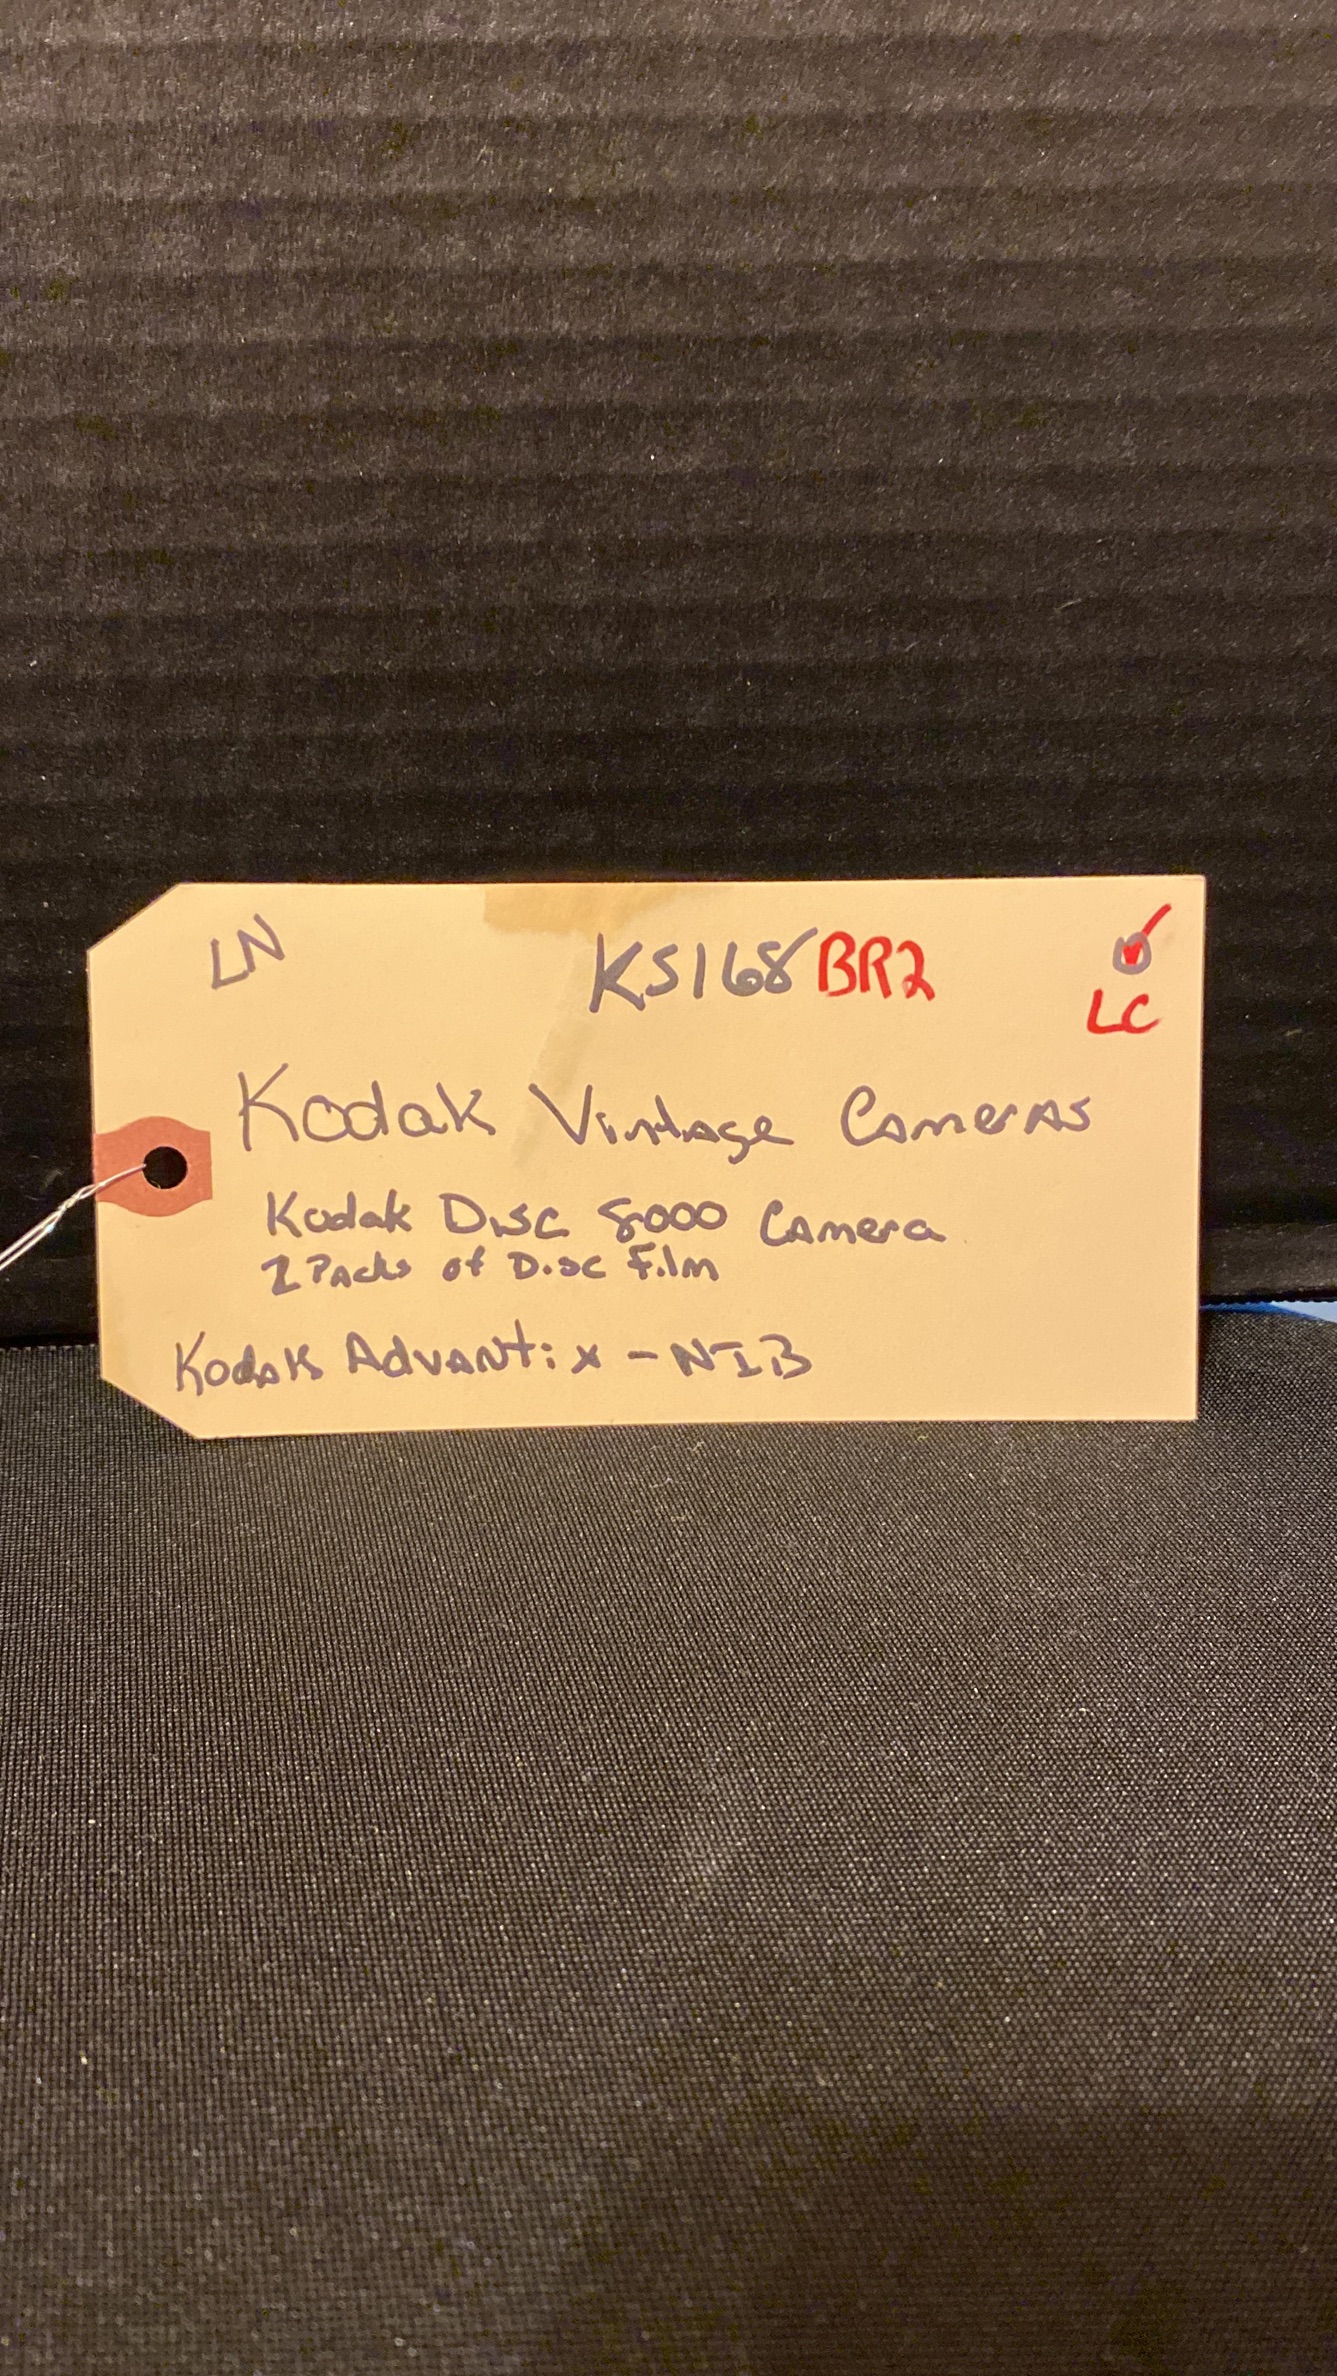 LN
KS168 BR2
LC
Kodak Vintage Cameras
Kodak Disc 8000 Camera
2 Packs of Disc Film
Kodak Advantix - NIB